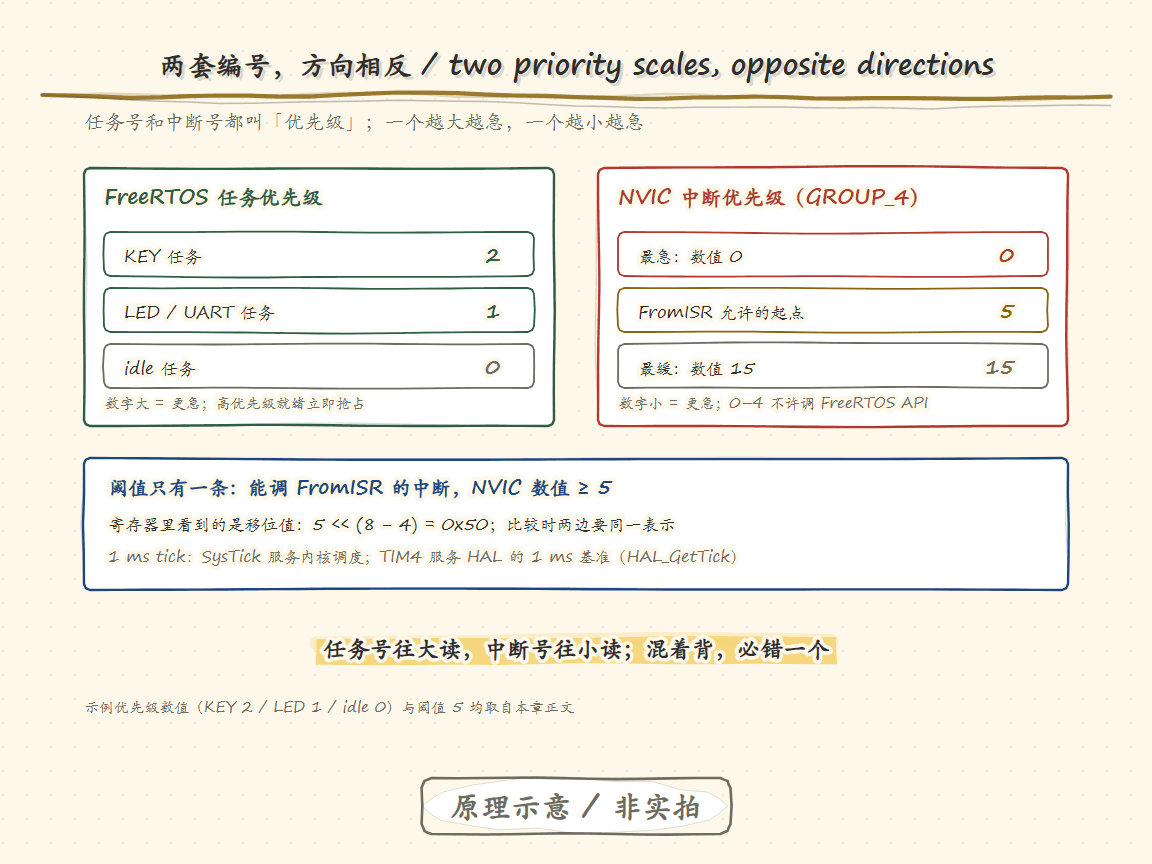 两套编号，方向相反 / two priority scales, opposite directions
任务号和中断号都叫「优先级」；一个越大越急，一个越小越急
FreeRTOS 任务优先级
KEY 任务 2
LED / UART 任务 1
idle 任务 0
数字大 = 更急；高优先级就绪立即抢占
NVIC 中断优先级（GROUP_4）
最急：数值 0 0
FromISR 允许的起点 5
最缓：数值 15 15
数字小 = 更急；0–4 不许调 FreeRTOS API
阈值只有一条：能调 FromISR 的中断，NVIC 数值 ≥ 5
寄存器里看到的是移位值：5 << (8 − 4) = 0x50；比较时两边要同一表示
1 ms tick：SysTick 服务内核调度；TIM4 服务 HAL 的 1 ms 基准（HAL_GetTick）
任务号往大读，中断号往小读；混着背，必错一个
示例优先级数值（KEY 2 / LED 1 / idle 0）与阈值 5 均取自本章正文
原理示意 / 非实拍